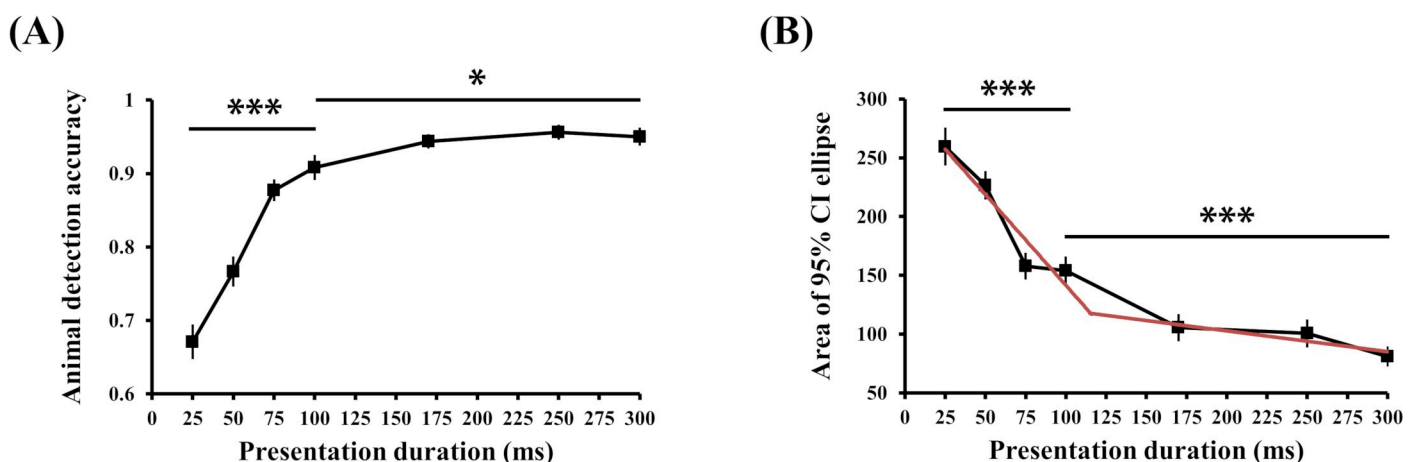 (A)
Animal detection accuracy
1
0.9
0.8
0.7
0.6
***
*
0 25 50 75 100 125 150 175 200 225 250 275 300
Presentation duration (ms)
(B)
Area of 95% CI ellipse
300
250
200
150
100
50
***
***
0 25 50 75 100 125 150 175 200 225 250 275 300
Presentation duration (ms)